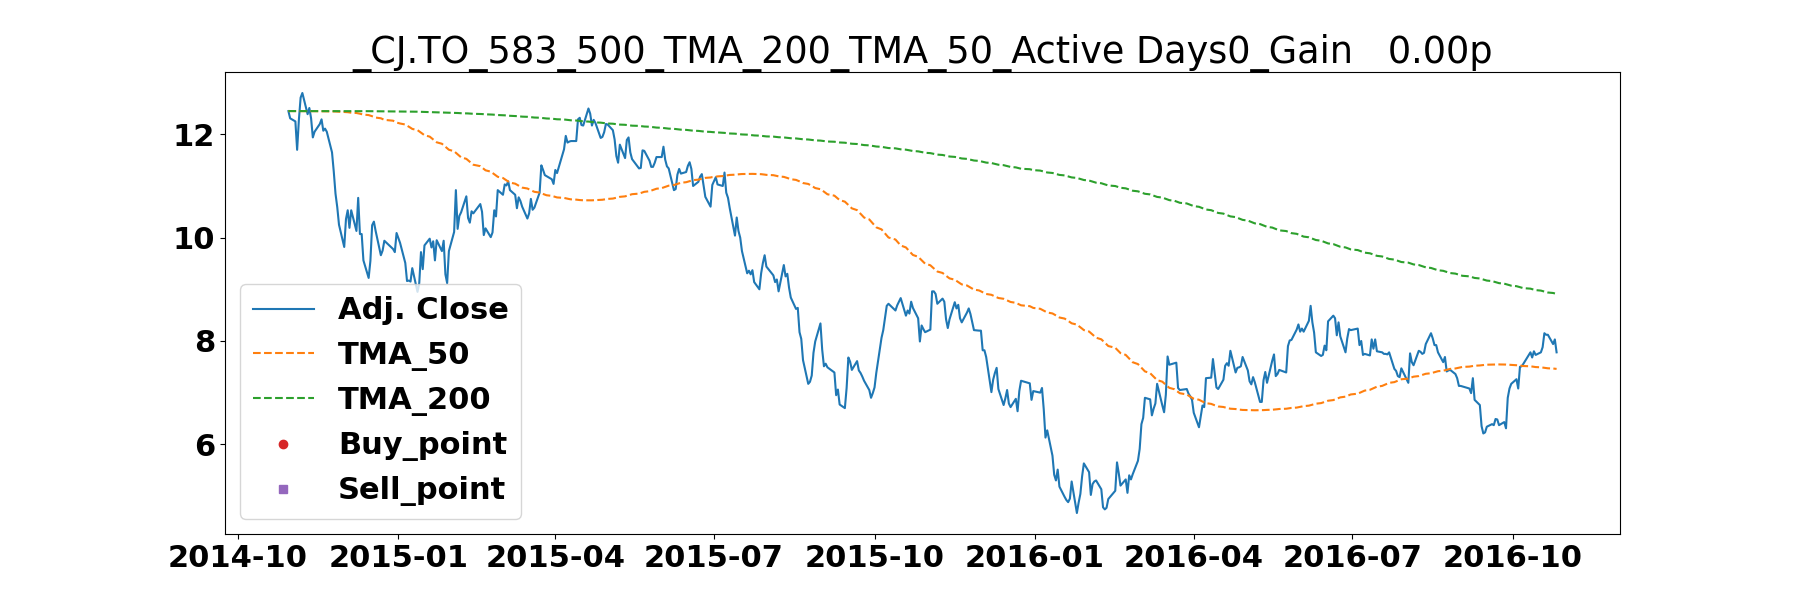 _CJ.TO_583_500_TMA_200_TMA_50_Active Days0_Gain   0.00p
12
10
8
6
Adj. Close
TMA_50
TMA_200
Buy_point
Sell_point
2014-10 2015-01 2015-04 2015-07 2015-10 2016-01 2016-04 2016-07 2016-10